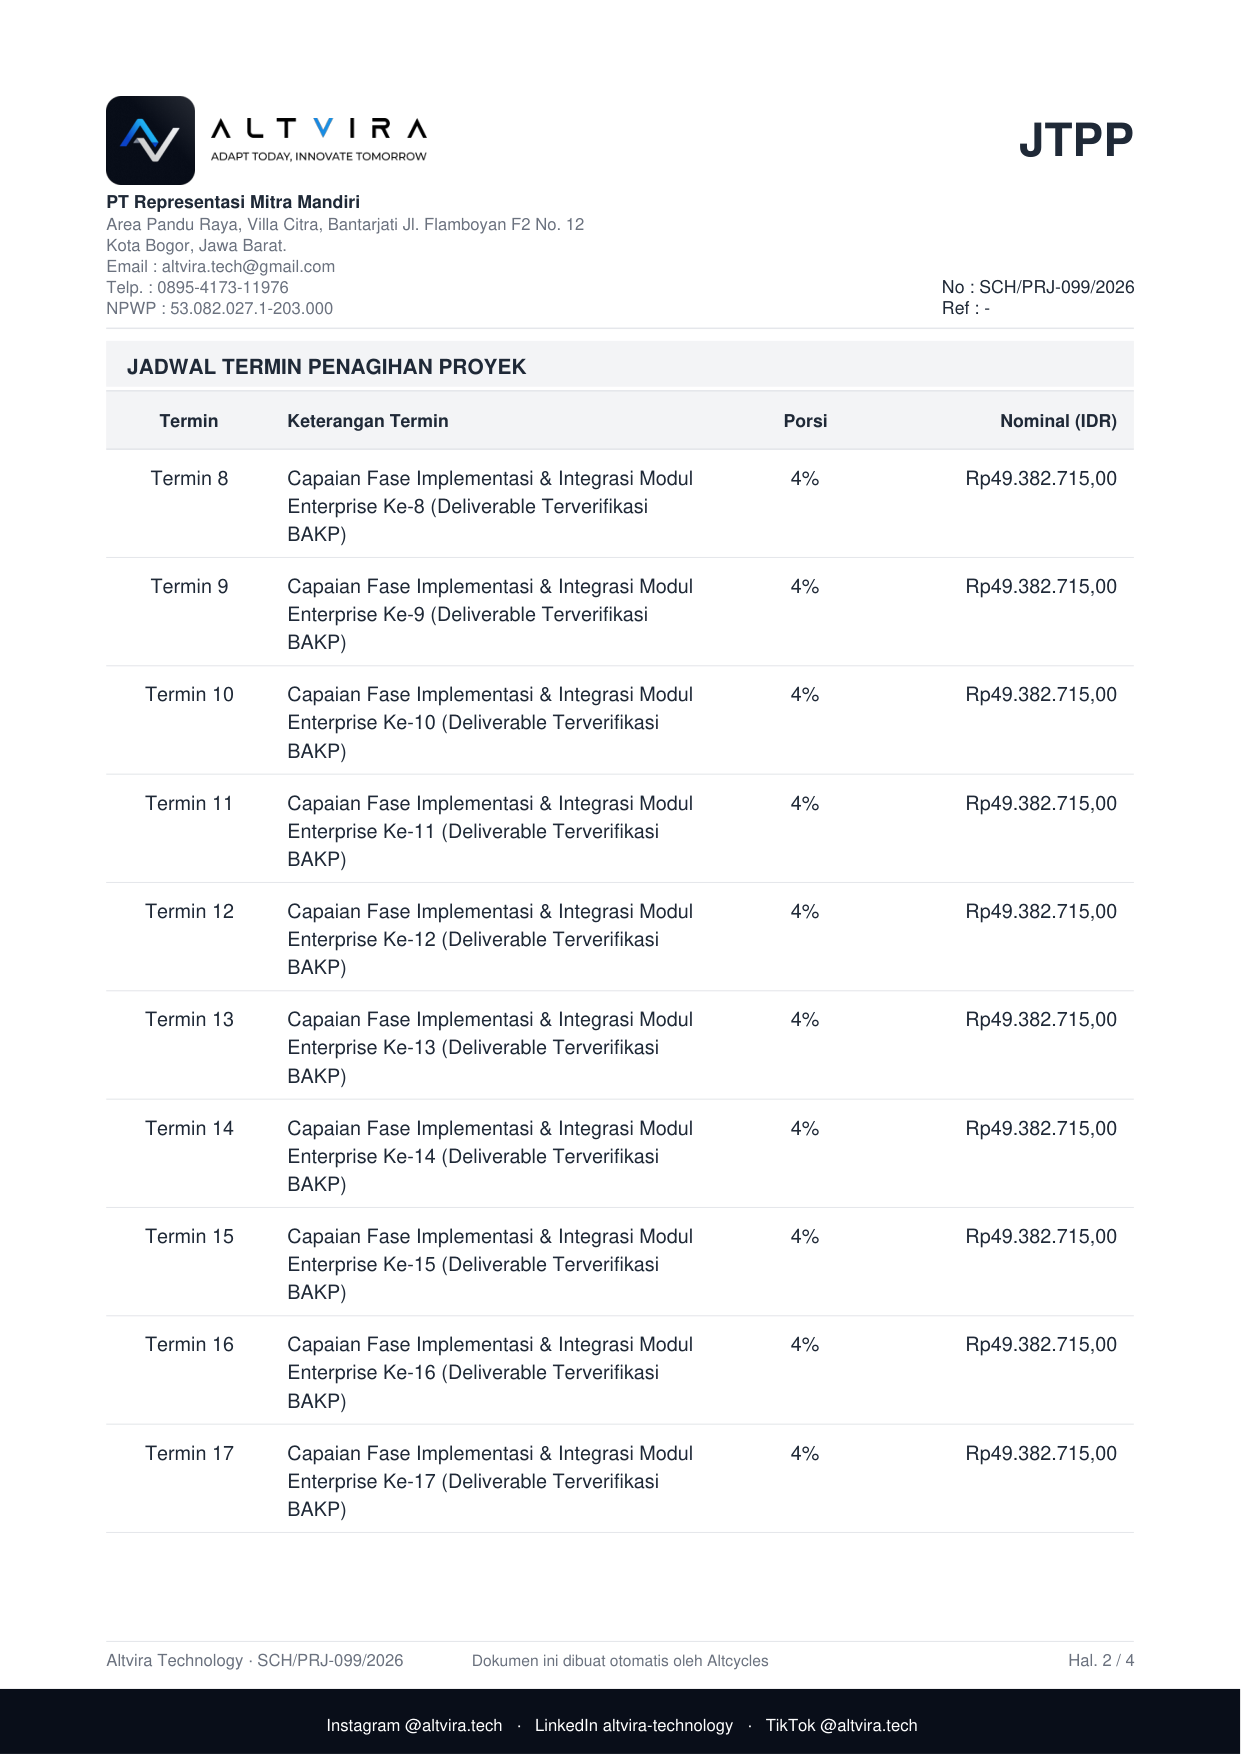 ALTVIRA
ADAPT TODAY, INNOVATE TOMORROW
JTPP
PT Representasi Mitra Mandiri
Area Pandu Raya, Villa Citra, Bantarjati Jl. Flamboyan F2 No. 12
Kota Bogor, Jawa Barat.
Email : altvira.tech@gmail.com
Telp. : 0895-4173-11976
NPWP : 53.082.027.1-203.000
No : SCH/PRJ-099/2026
Ref : -
JADWAL TERMIN PENAGIHAN PROYEK
Termin Keterangan Termin Porsi Nominal (IDR)
Termin 8 Capaian Fase Implementasi & Integrasi Modul 4% Rp49.382.715,00
Enterprise Ke-8 (Deliverable Terverifikasi
BAKP)
Termin 9 Capaian Fase Implementasi & Integrasi Modul 4% Rp49.382.715,00
Enterprise Ke-9 (Deliverable Terverifikasi
BAKP)
Termin 10 Capaian Fase Implementasi & Integrasi Modul 4% Rp49.382.715,00
Enterprise Ke-10 (Deliverable Terverifikasi
BAKP)
Termin 11 Capaian Fase Implementasi & Integrasi Modul 4% Rp49.382.715,00
Enterprise Ke-11 (Deliverable Terverifikasi
BAKP)
Termin 12 Capaian Fase Implementasi & Integrasi Modul 4% Rp49.382.715,00
Enterprise Ke-12 (Deliverable Terverifikasi
BAKP)
Termin 13 Capaian Fase Implementasi & Integrasi Modul 4% Rp49.382.715,00
Enterprise Ke-13 (Deliverable Terverifikasi
BAKP)
Termin 14 Capaian Fase Implementasi & Integrasi Modul 4% Rp49.382.715,00
Enterprise Ke-14 (Deliverable Terverifikasi
BAKP)
Termin 15 Capaian Fase Implementasi & Integrasi Modul 4% Rp49.382.715,00
Enterprise Ke-15 (Deliverable Terverifikasi
BAKP)
Termin 16 Capaian Fase Implementasi & Integrasi Modul 4% Rp49.382.715,00
Enterprise Ke-16 (Deliverable Terverifikasi
BAKP)
Termin 17 Capaian Fase Implementasi & Integrasi Modul 4% Rp49.382.715,00
Enterprise Ke-17 (Deliverable Terverifikasi
BAKP)
Altvira Technology · SCH/PRJ-099/2026 Dokumen ini dibuat otomatis oleh Altcycles Hal. 2 / 4
Instagram @altvira.tech · LinkedIn altvira-technology · TikTok @altvira.tech